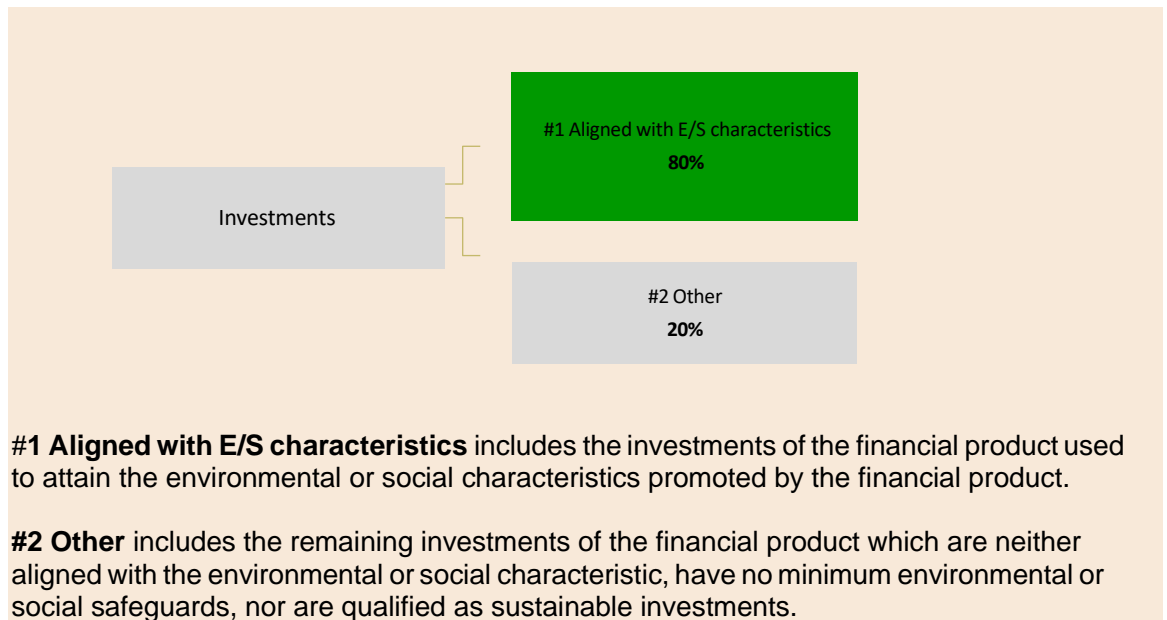 #1 Aligned with E/S characteristics
80%
Investments
#2 Other
20%
#1 Aligned with E/S characteristics includes the investments of the financial product used
to attain the environmental or social characteristics promoted by the financial product.
#2 Other includes the remaining investments of the financial product which are neither
aligned with the environmental or social characteristic, have no minimum environmental or
social safeguards, nor are qualified as sustainable investments.